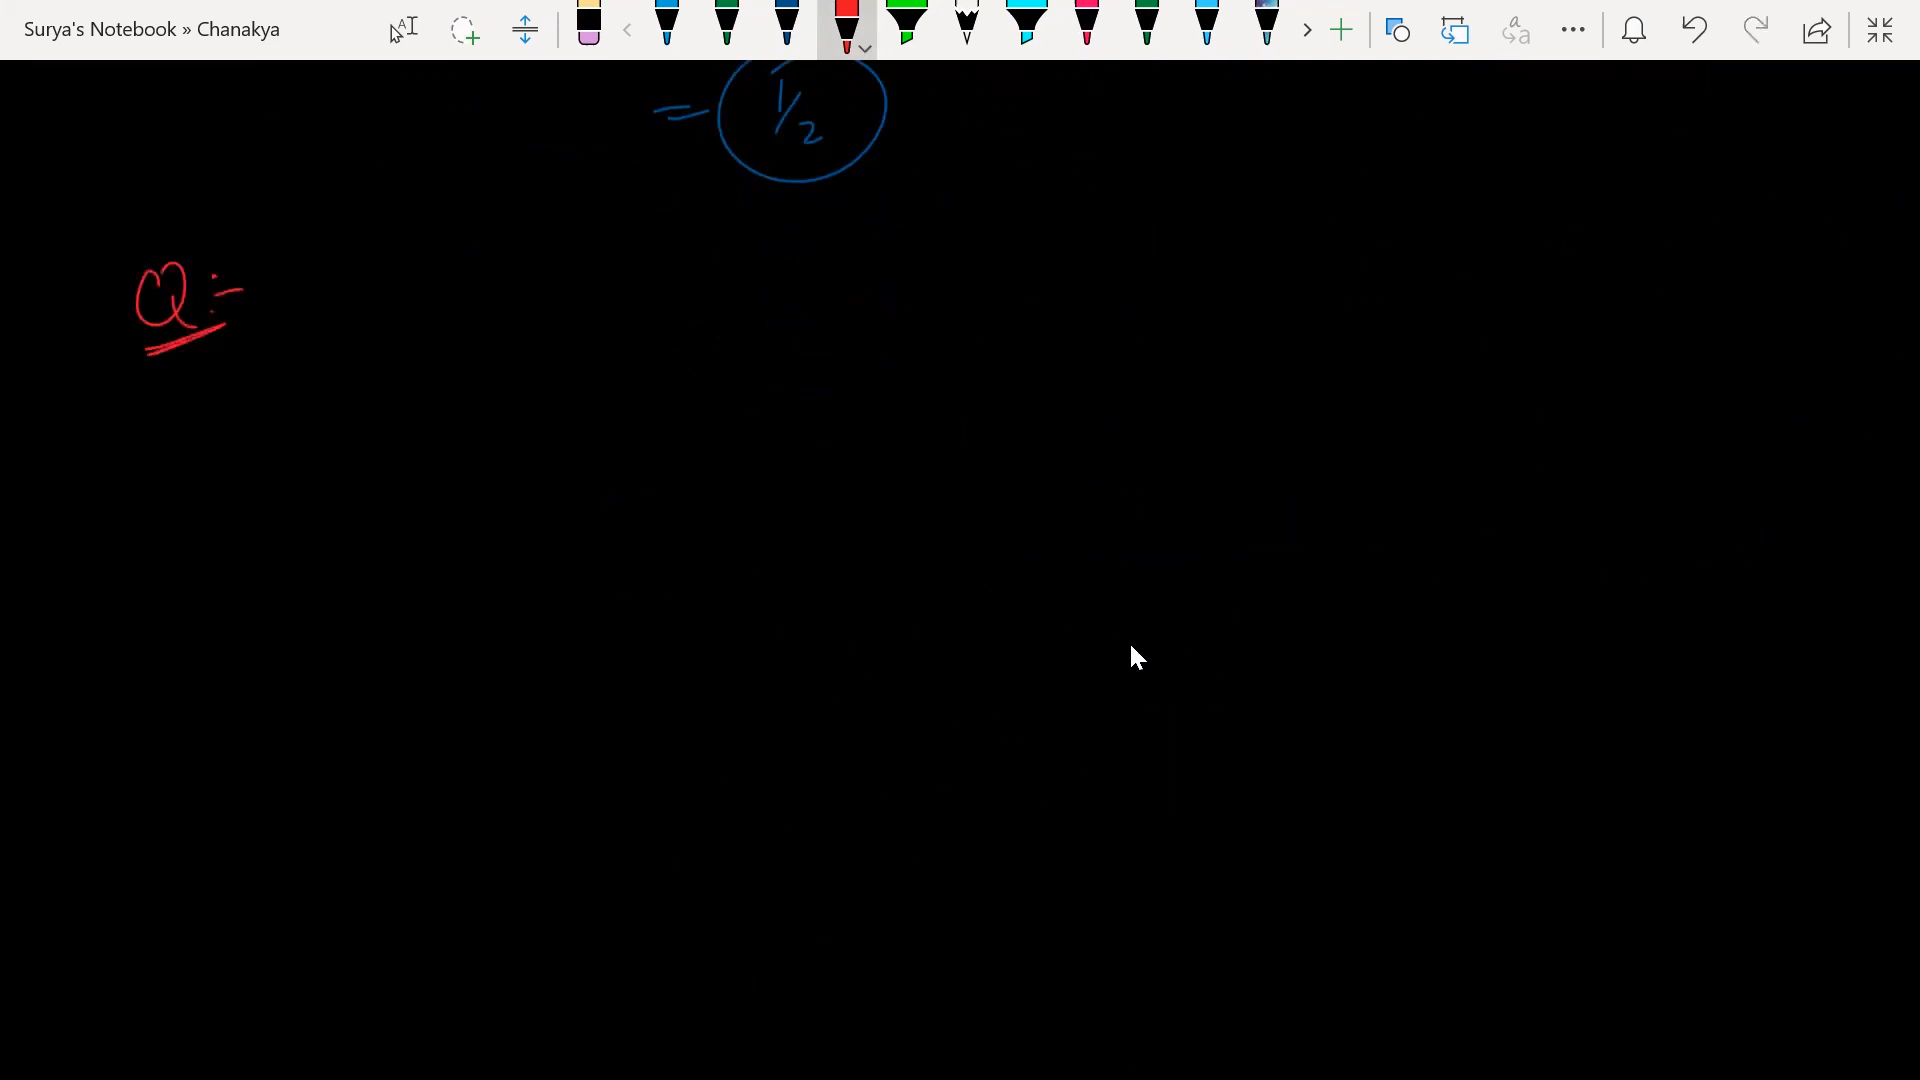 Surya's Notebook » Chanakya
= 1/2
Q :-